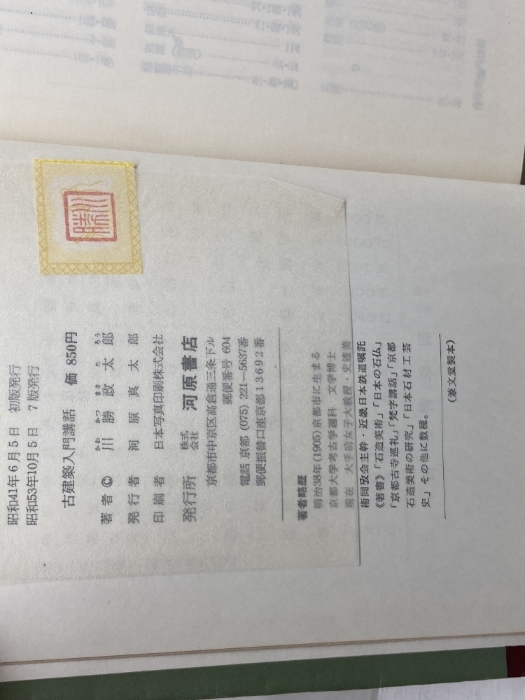 昭和41年6月5日 初版発行
昭和53年10月5日 7版発行
古建築入門講話 価 850円
著者 © 川勝政太郎
かわ かつ まさ た ろう
発行者 河原真太郎
印刷者 日本写真印刷株式会社
発行所 株式会社 河原書店
京都市中京区高倉通三条下ル
郵便番号 604
電話 京都 (075) 221-5637番
郵便振替口座京都13692番
著者略歴
明治38年(1905)京都市に生まる
京都大学考古学選科 文学博士
現在 大手前女子大教授・史迹美
術同攷会主幹・近畿日本鉄道嘱託
《著書》「石造美術」「日本の石仏」
「京都古寺巡礼」「梵字講話」「京都
石造美術の研究」「日本石材工芸
史」その他に数種。